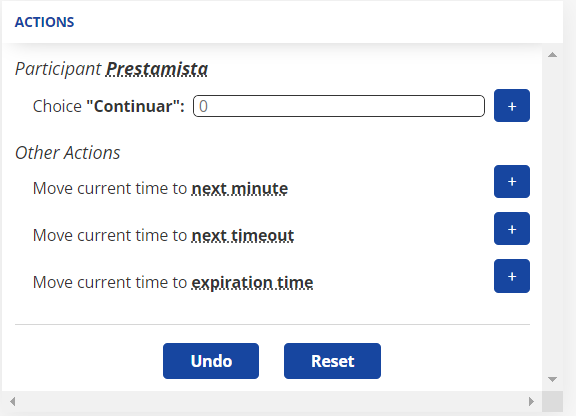 ACTIONS
Participant Prestamista
Choice "Continuar": 0 +
Other Actions
Move current time to next minute +
Move current time to next timeout +
Move current time to expiration time +
Undo Reset